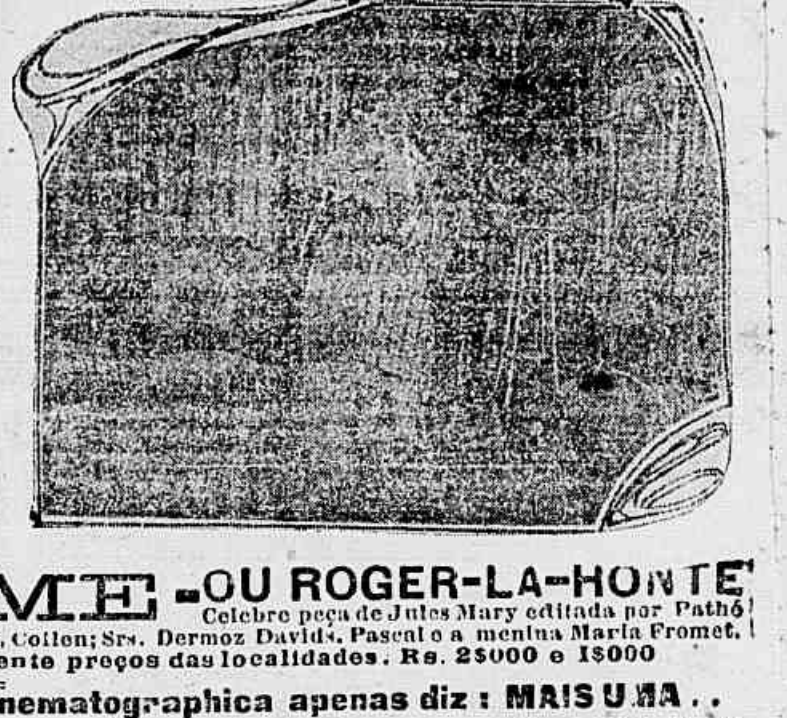 ME -OU ROGER-LA-HONTE
Celebre peça de Jules Mary editada por Pathé
, Collen; Srs. Dermoz Davids. Pascal e a menina Maria Fromet.
ente preços das localidades. Rs. 2$000 e 1$000
nematographica apenas diz : MAIS UMA . .